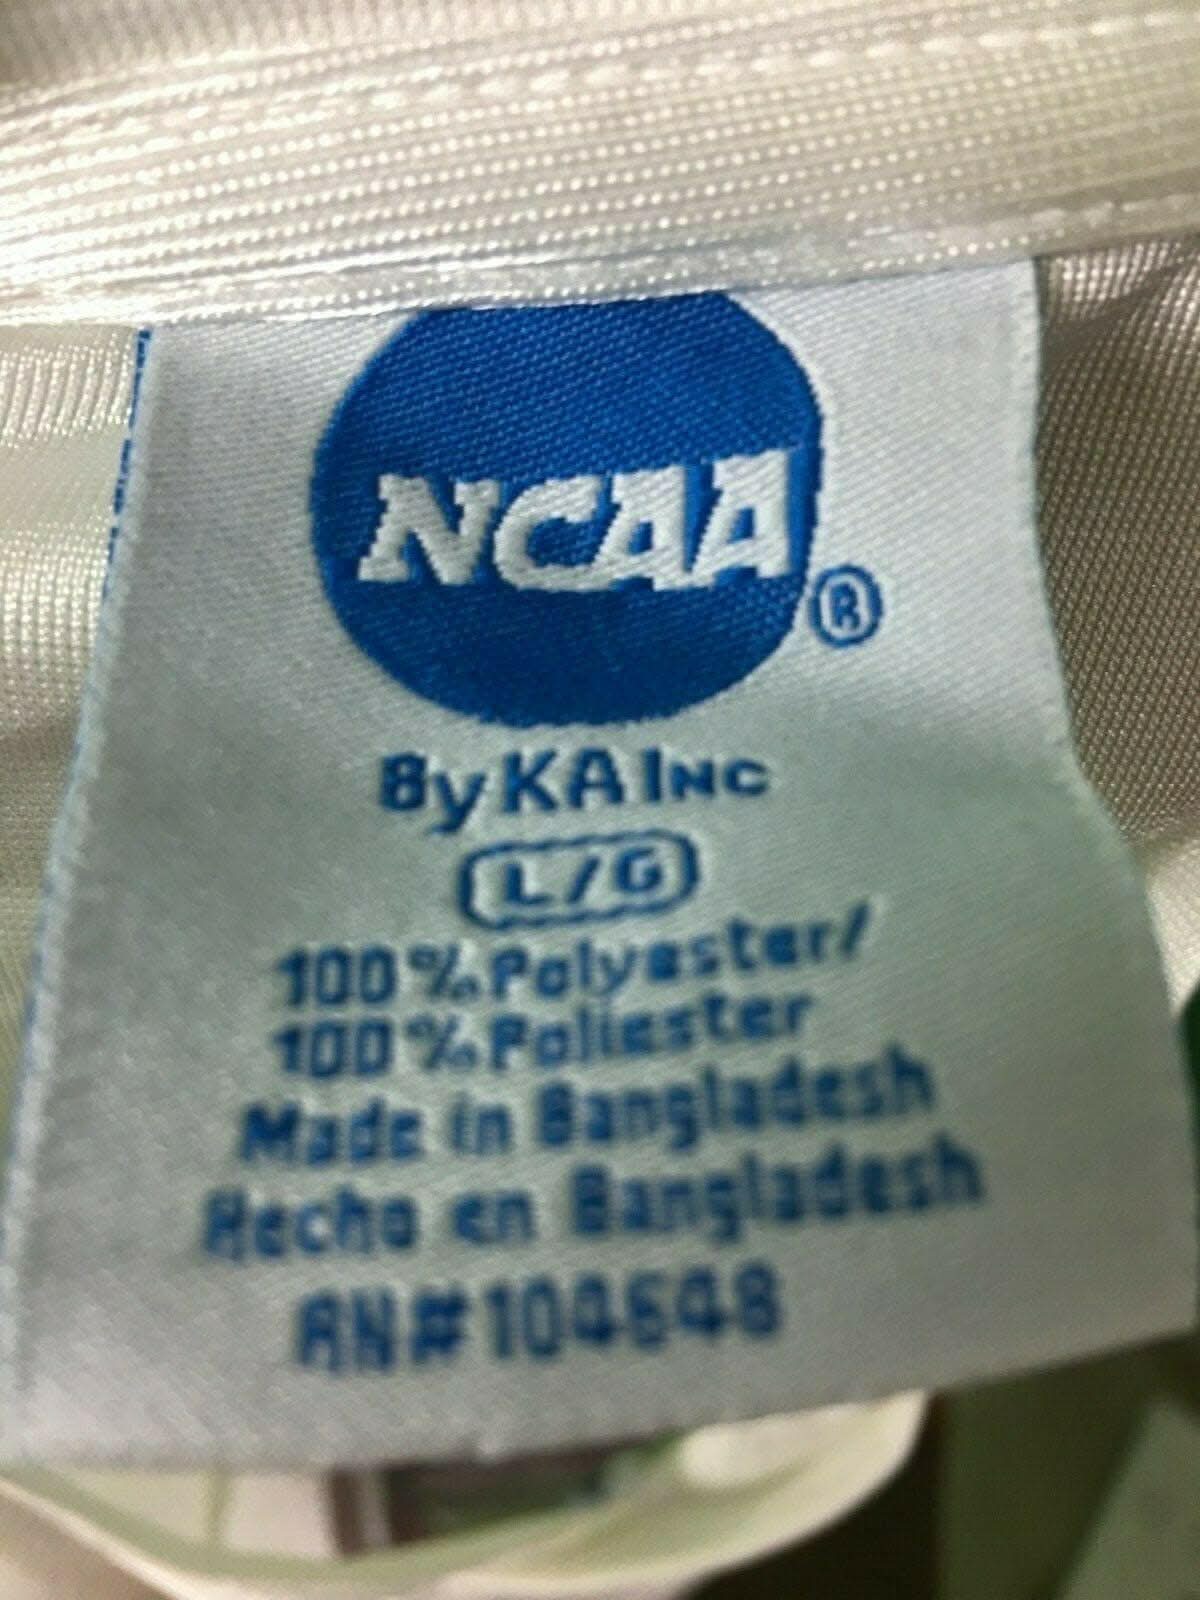 NCAA®
By KA INC
L/G
100% Polyester/
100% Poliester
Made in Bangladesh
Hecho en Bangladesh
RN#104648